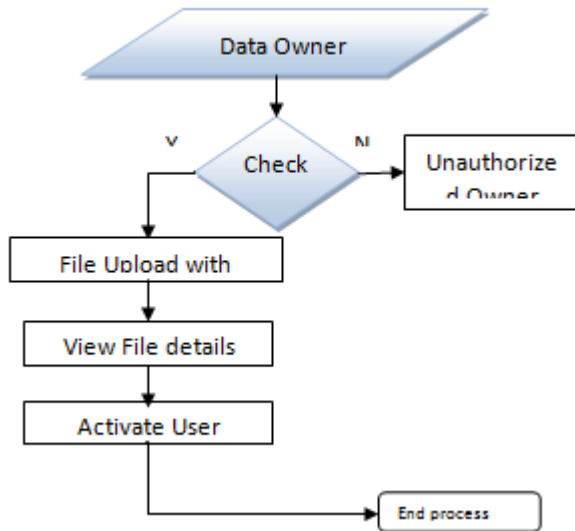 Data Owner
Y
N
Check
Unauthorize
d Owner
File Upload with
View File details
Activate User
End process